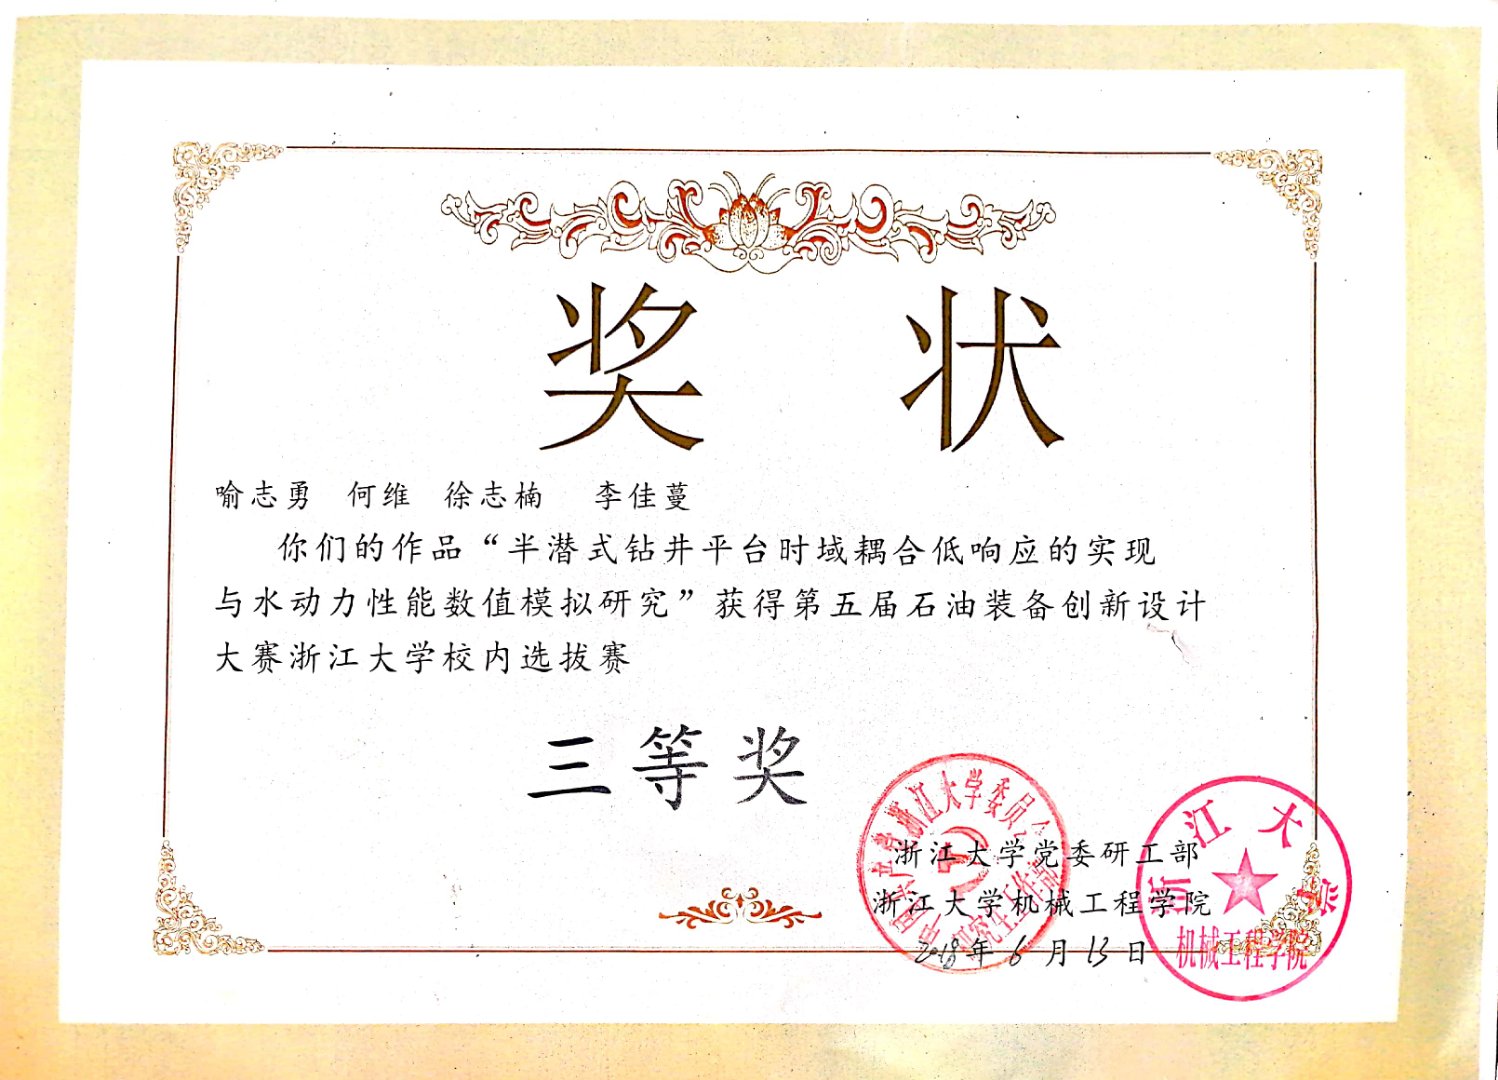 奖 状
喻志勇 何维 徐志楠 李佳蔓
你们的作品“半潜式钻井平台时域耦合低响应的实现
与水动力性能数值模拟研究”获得第五届石油装备创新设计
大赛浙江大学校内选拔赛
三等奖
中国共产党浙江大学委员会
研究生工作部
浙江大学
机械工程学院
浙江大学党委研工部
浙江大学机械工程学院
2018年6月13日